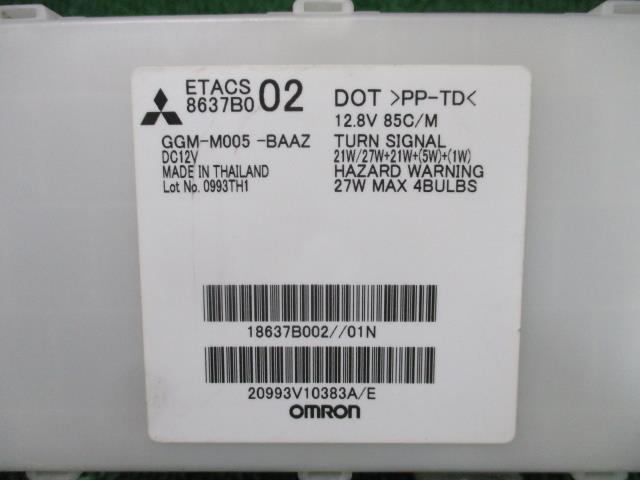 ETACS
8637B0 02
GGM-M005 -BAAZ
DC12V
MADE IN THAILAND
Lot No. 0993TH1
DOT >PP-TD<
12.8V 85C/M
TURN SIGNAL
21W/27W+21W+(5W)+(1W)
HAZARD WARNING
27W MAX 4BULBS
18637B002//01N
20993V10383A/E
OMRON